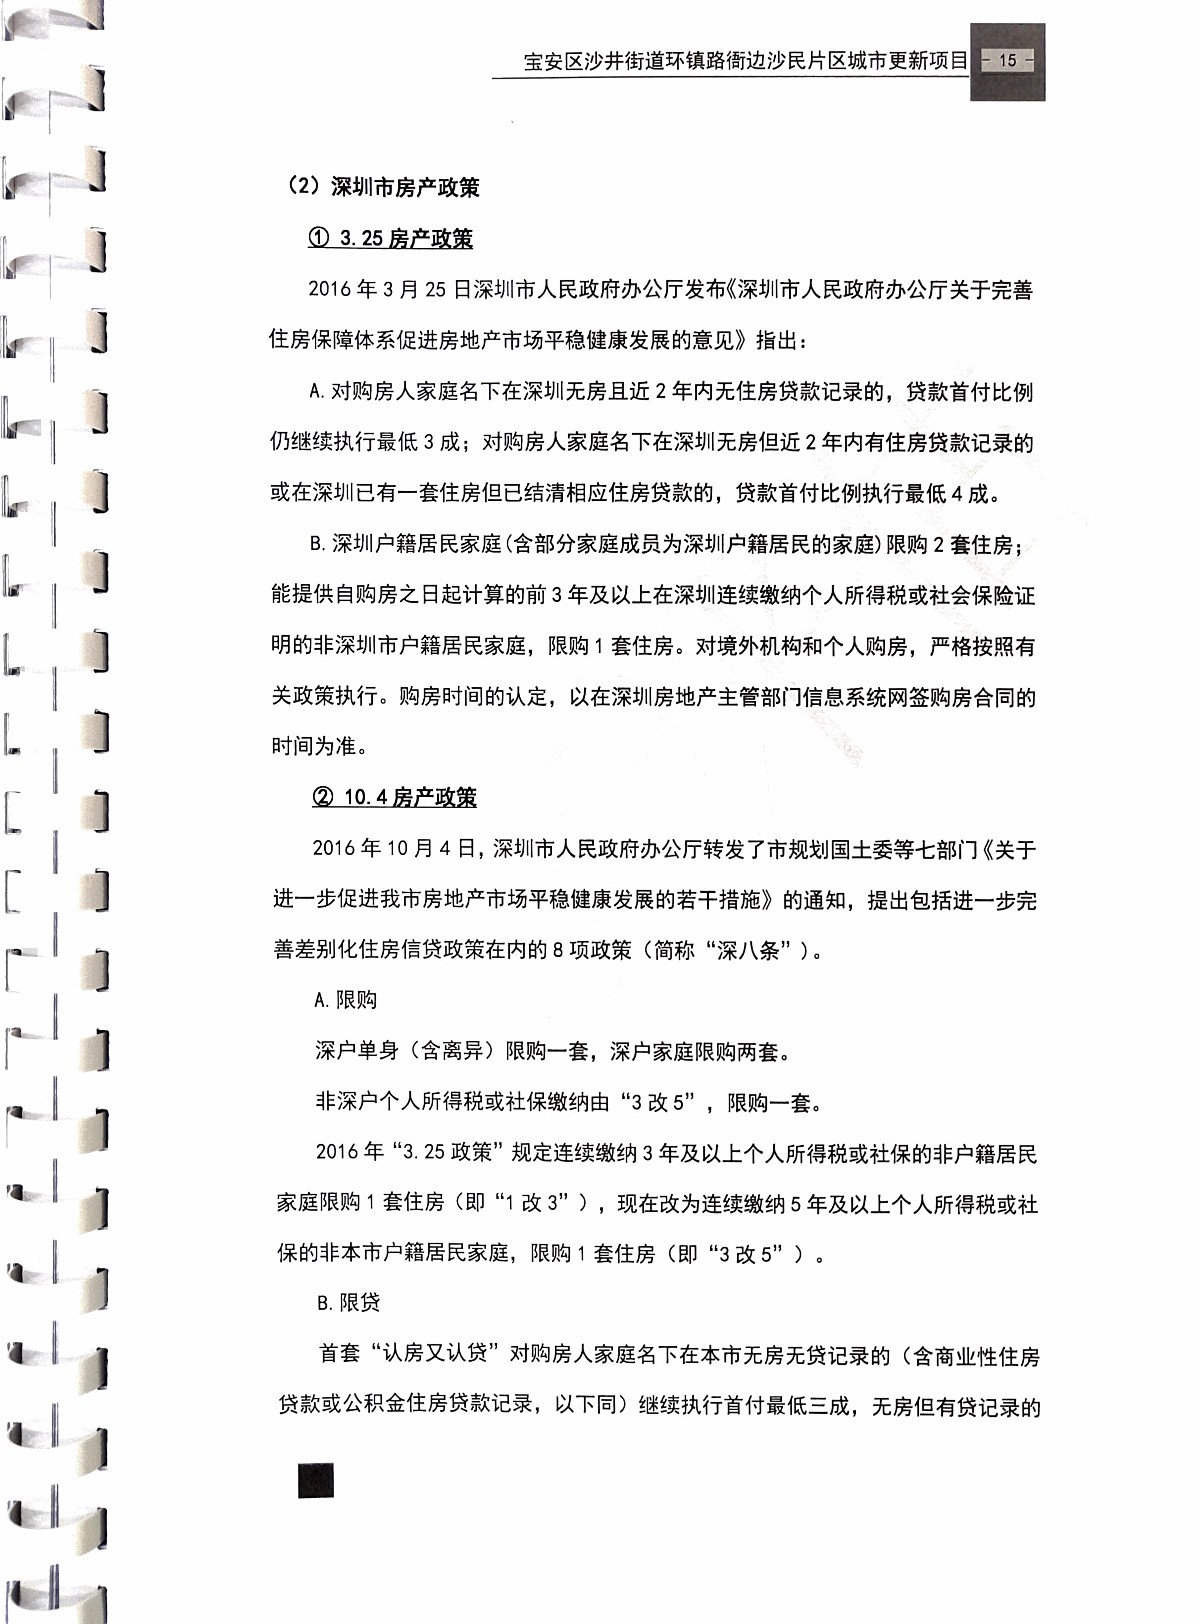 宝安区沙井街道环镇路衙边沙民片区城市更新项目
- 15 -
（2）深圳市房产政策
① 3.25房产政策
2016年3月25日深圳市人民政府办公厅发布《深圳市人民政府办公厅关于完善
住房保障体系促进房地产市场平稳健康发展的意见》指出：
A.对购房人家庭名下在深圳无房且近2年内无住房贷款记录的，贷款首付比例
仍继续执行最低3成；对购房人家庭名下在深圳无房但近2年内有住房贷款记录的
或在深圳已有一套住房但已结清相应住房贷款的，贷款首付比例执行最低4成。
B.深圳户籍居民家庭(含部分家庭成员为深圳户籍居民的家庭)限购2套住房；
能提供自购房之日起计算的前3年及以上在深圳连续缴纳个人所得税或社会保险证
明的非深圳市户籍居民家庭，限购1套住房。对境外机构和个人购房，严格按照有
关政策执行。购房时间的认定，以在深圳房地产主管部门信息系统网签购房合同的
时间为准。
② 10.4房产政策
2016年10月4日，深圳市人民政府办公厅转发了市规划国土委等七部门《关于
进一步促进我市房地产市场平稳健康发展的若干措施》的通知，提出包括进一步完
善差别化住房信贷政策在内的8项政策（简称“深八条”）。
A.限购
深户单身（含离异）限购一套，深户家庭限购两套。
非深户个人所得税或社保缴纳由“3改5”，限购一套。
2016年“3.25政策”规定连续缴纳3年及以上个人所得税或社保的非户籍居民
家庭限购1套住房（即“1改3”），现在改为连续缴纳5年及以上个人所得税或社
保的非本市户籍居民家庭，限购1套住房（即“3改5”）。
B.限贷
首套“认房又认贷”对购房人家庭名下在本市无房无贷记录的（含商业性住房
贷款或公积金住房贷款记录，以下同）继续执行首付最低三成，无房但有贷记录的